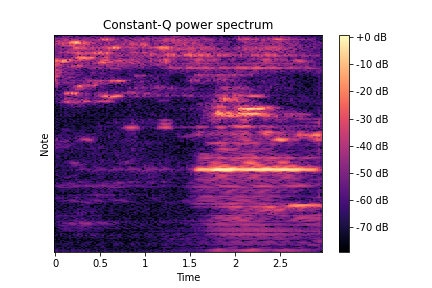 Constant-Q power spectrum
Note
+0 dB
-10 dB
-20 dB
-30 dB
-40 dB
-50 dB
-60 dB
-70 dB
0
0.5
1
1.5
2
2.5
Time